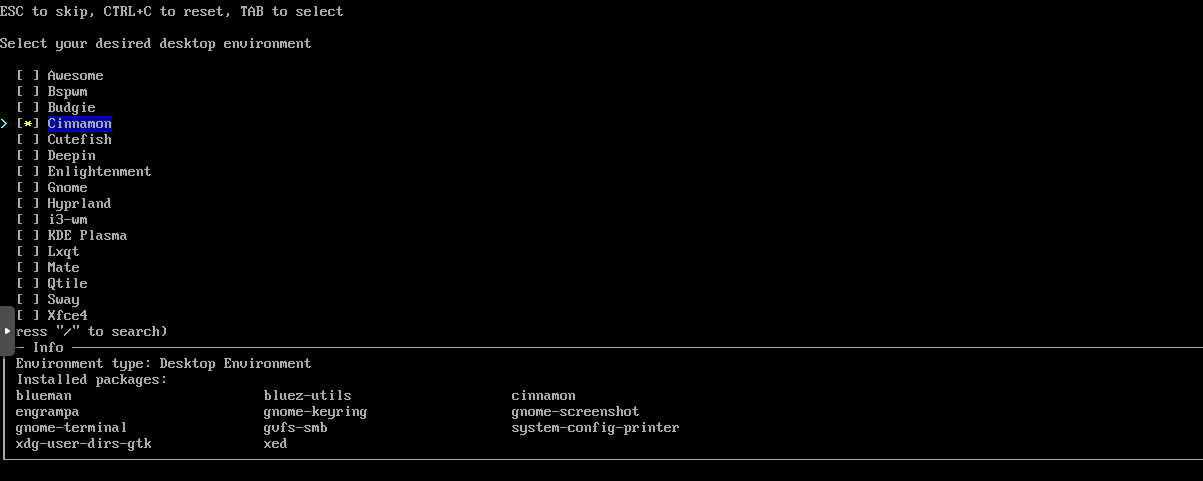 ESC to skip, CTRL+C to reset, TAB to select
Select your desired desktop environment
[ ] Awesome
[ ] Bspwm
[ ] Budgie
> [*] Cinnamon
[ ] Cutefish
[ ] Deepin
[ ] Enlightenment
[ ] Gnome
[ ] Hyprland
[ ] i3-wm
[ ] KDE Plasma
[ ] Lxqt
[ ] Mate
[ ] Qtile
[ ] Sway
[ ] Xfce4
ress "/" to search)
Info
Environment type: Desktop Environment
Installed packages:
blueman bluez-utils cinnamon
engrampa gnome-keyring gnome-screenshot
gnome-terminal gvfs-smb system-config-printer
xdg-user-dirs-gtk xed